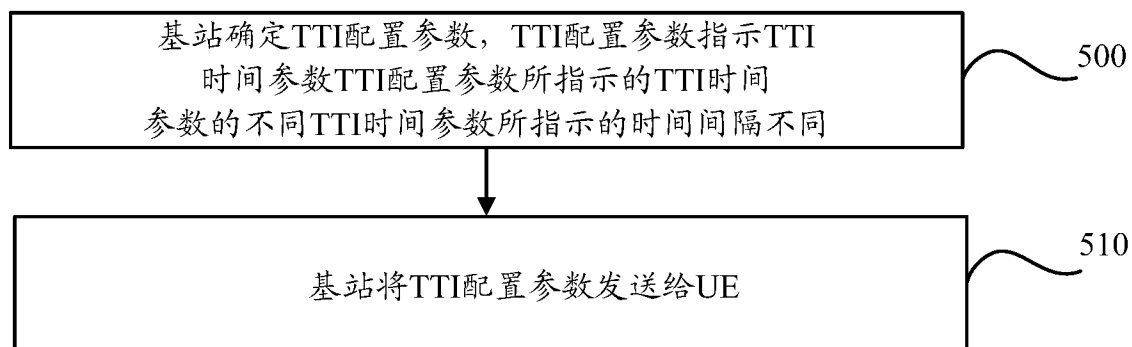 基站确定TTI配置参数，TTI配置参数指示TTI
时间参数TTI配置参数所指示的TTI时间
参数的不同TTI时间参数所指示的时间间隔不同
500
基站将TTI配置参数发送给UE
510